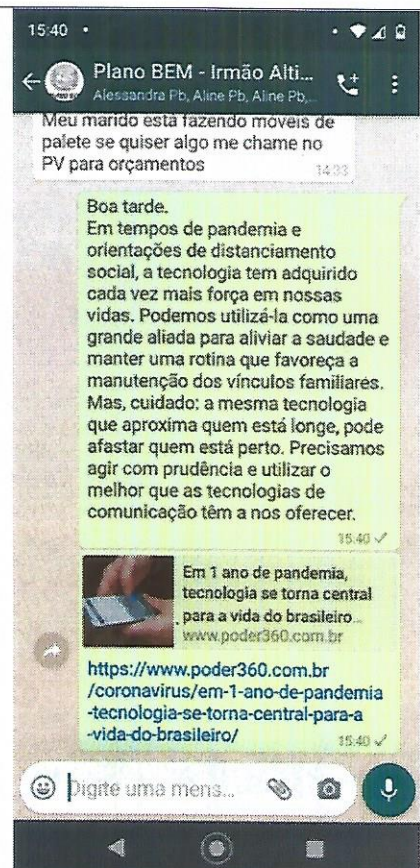 15:40
Plano BEM - Irmão Alti...
Alessandra Pb, Aline Pb, Aline Pb,...
Meu marido está fazendo móveis de
palete se quiser algo me chame no
PV para orçamentos
14:33
Boa tarde.
Em tempos de pandemia e
orientações de distanciamento
social, a tecnologia tem adquirido
cada vez mais força em nossas
vidas. Podemos utilizá-la como uma
grande aliada para aliviar a saudade e
manter uma rotina que favoreça a
manutenção dos vínculos familiares.
Mas, cuidado: a mesma tecnologia
que aproxima quem está longe, pode
afastar quem está perto. Precisamos
agir com prudência e utilizar o
melhor que as tecnologias de
comunicação têm a nos oferecer.
15:40
Em 1 ano de pandemia,
tecnologia se torna central
para a vida do brasileiro...
www.poder360.com.br
https://www.poder360.com.br
/coronavirus/em-1-ano-de-pandemia
-tecnologia-se-torna-central-para-a
-vida-do-brasileiro/
15:40
Digite uma mens...